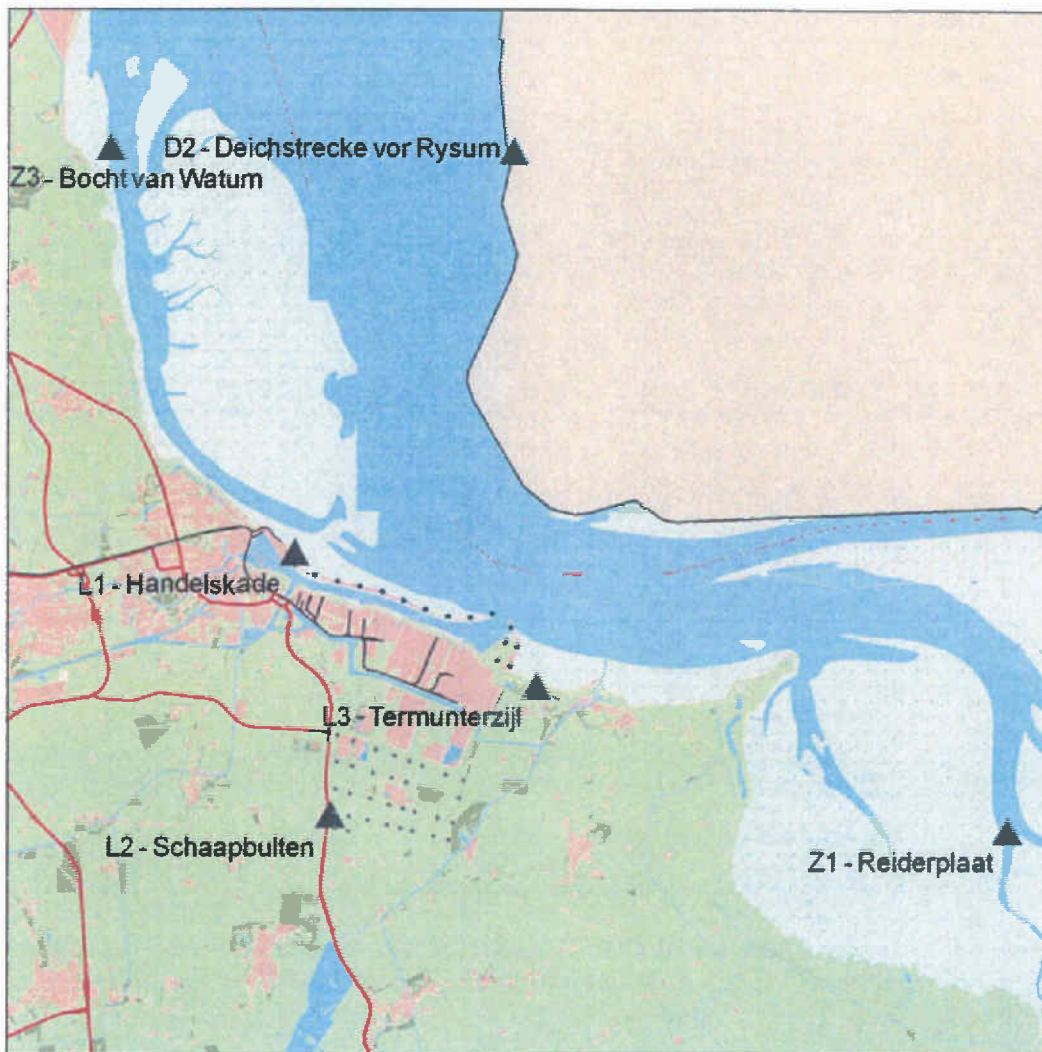 D2 - Deichstrecke vor Rysum
Z3 - Bocht van Watum
L1 - Handelskade
L3 - Termunterzijl
L2 - Schaapbulten
Z1 - Reiderplaat